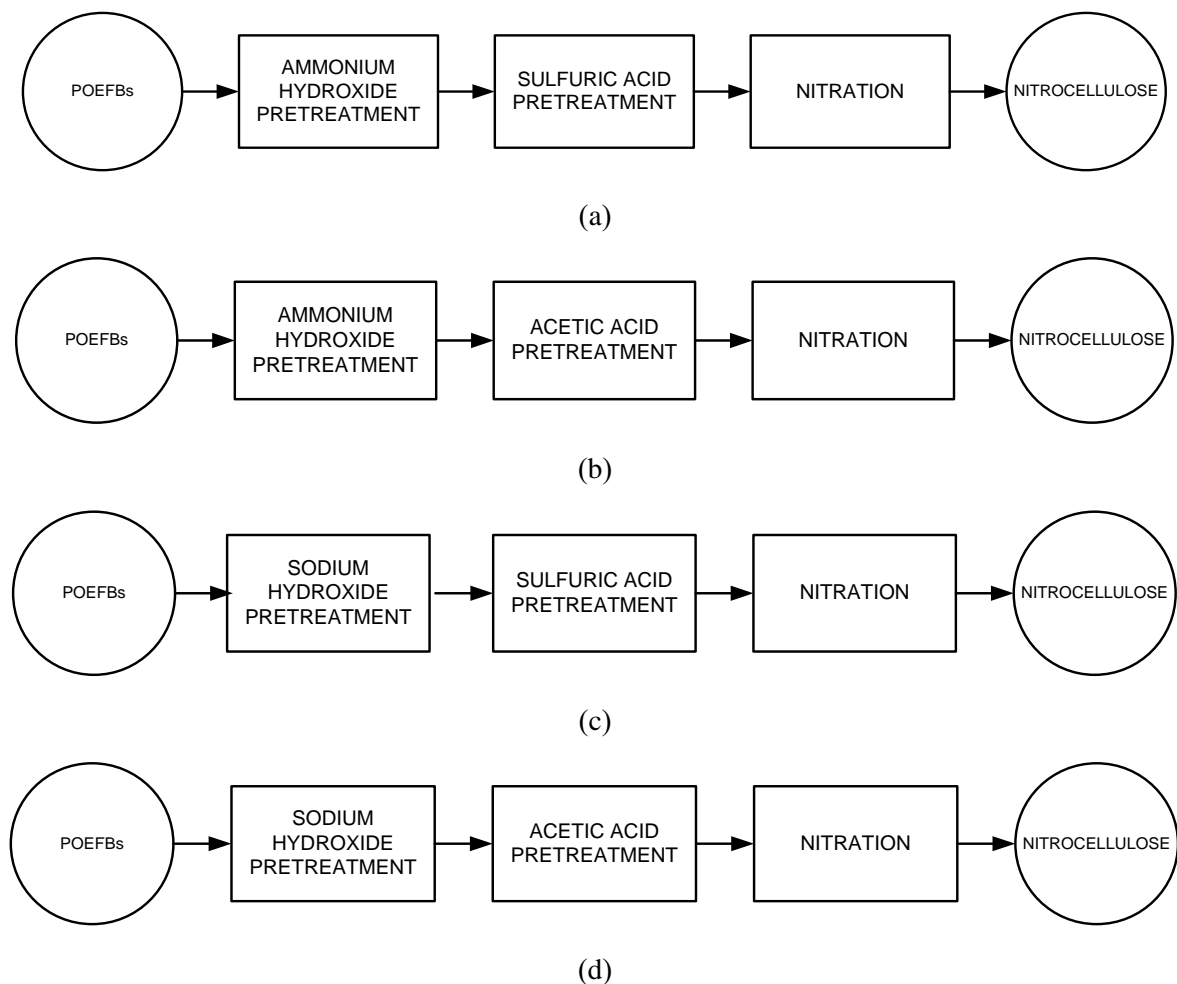 POEFBs
AMMONIUM
HYDROXIDE
PRETREATMENT
SULFURIC ACID
PRETREATMENT
NITRATION
NITROCELLULOSE
(a)
POEFBs
AMMONIUM
HYDROXIDE
PRETREATMENT
ACETIC ACID
PRETREATMENT
NITRATION
NITROCELLULOSE
(b)
POEFBs
SODIUM
HYDROXIDE
PRETREATMENT
SULFURIC ACID
PRETREATMENT
NITRATION
NITROCELLULOSE
(c)
POEFBs
SODIUM
HYDROXIDE
PRETREATMENT
ACETIC ACID
PRETREATMENT
NITRATION
NITROCELLULOSE
(d)